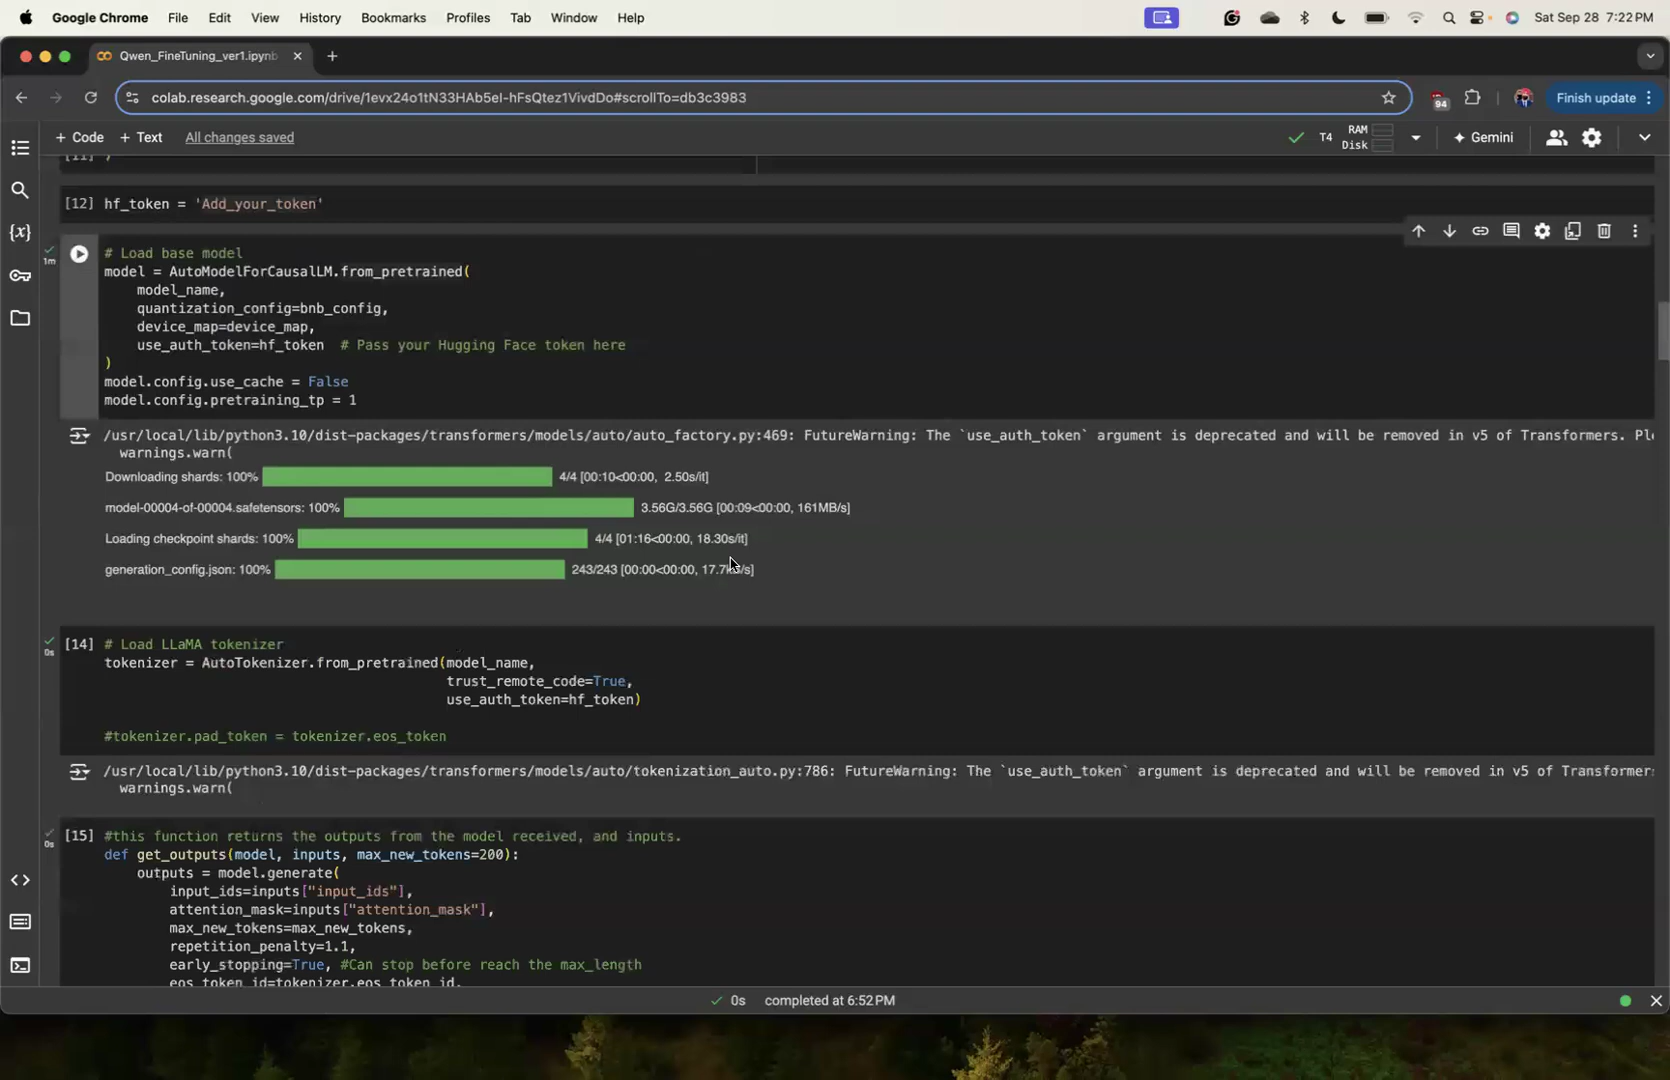 Google Chrome File Edit View History Bookmarks Profiles Tab Window Help Sat Sep 28 7:22 PM
Qwen_FineTuning_ver1.ipynb
colab.research.google.com/drive/1evx24o1tN33HAb5eI-hFsQtez1VivdDo#scrollTo=db3c3983 94 Finish update
+ Code + Text All changes saved T4 RAM Disk Gemini
[11] )
[12] hf_token = 'Add_your_token'
1m
# Load base model
model = AutoModelForCausalLM.from_pretrained(
model_name,
quantization_config=bnb_config,
device_map=device_map,
use_auth_token=hf_token # Pass your Hugging Face token here
)
model.config.use_cache = False
model.config.pretraining_tp = 1
/usr/local/lib/python3.10/dist-packages/transformers/models/auto/auto_factory.py:469: FutureWarning: The `use_auth_token` argument is deprecated and will be removed in v5 of Transformers. Ple
warnings.warn(
Downloading shards: 100% 4/4 [00:10<00:00, 2.50s/it]
model-00004-of-00004.safetensors: 100% 3.56G/3.56G [00:09<00:00, 161MB/s]
Loading checkpoint shards: 100% 4/4 [01:16<00:00, 18.30s/it]
generation_config.json: 100% 243/243 [00:00<00:00,
[14] # Load LLaMA tokenizer
0s
tokenizer = AutoTokenizer.from_pretrained(model_name,
trust_remote_code=True,
use_auth_token=hf_token)
#tokenizer.pad_token = tokenizer.eos_token
/usr/local/lib/python3.10/dist-packages/transformers/models/auto/tokenization_auto.py:786: FutureWarning: The `use_auth_token` argument is deprecated and will be removed in v5 of Transformer
warnings.warn(
[15] #this function returns the outputs from the model received, and inputs.
0s
def get_outputs(model, inputs, max_new_tokens=200):
outputs = model.generate(
input_ids=inputs["input_ids"],
attention_mask=inputs["attention_mask"],
max_new_tokens=max_new_tokens,
repetition_penalty=1.1,
early_stopping=True, #Can stop before reach the max_length
eos_token_id=tokenizer.eos_token_id,
0s completed at 6:52 PM